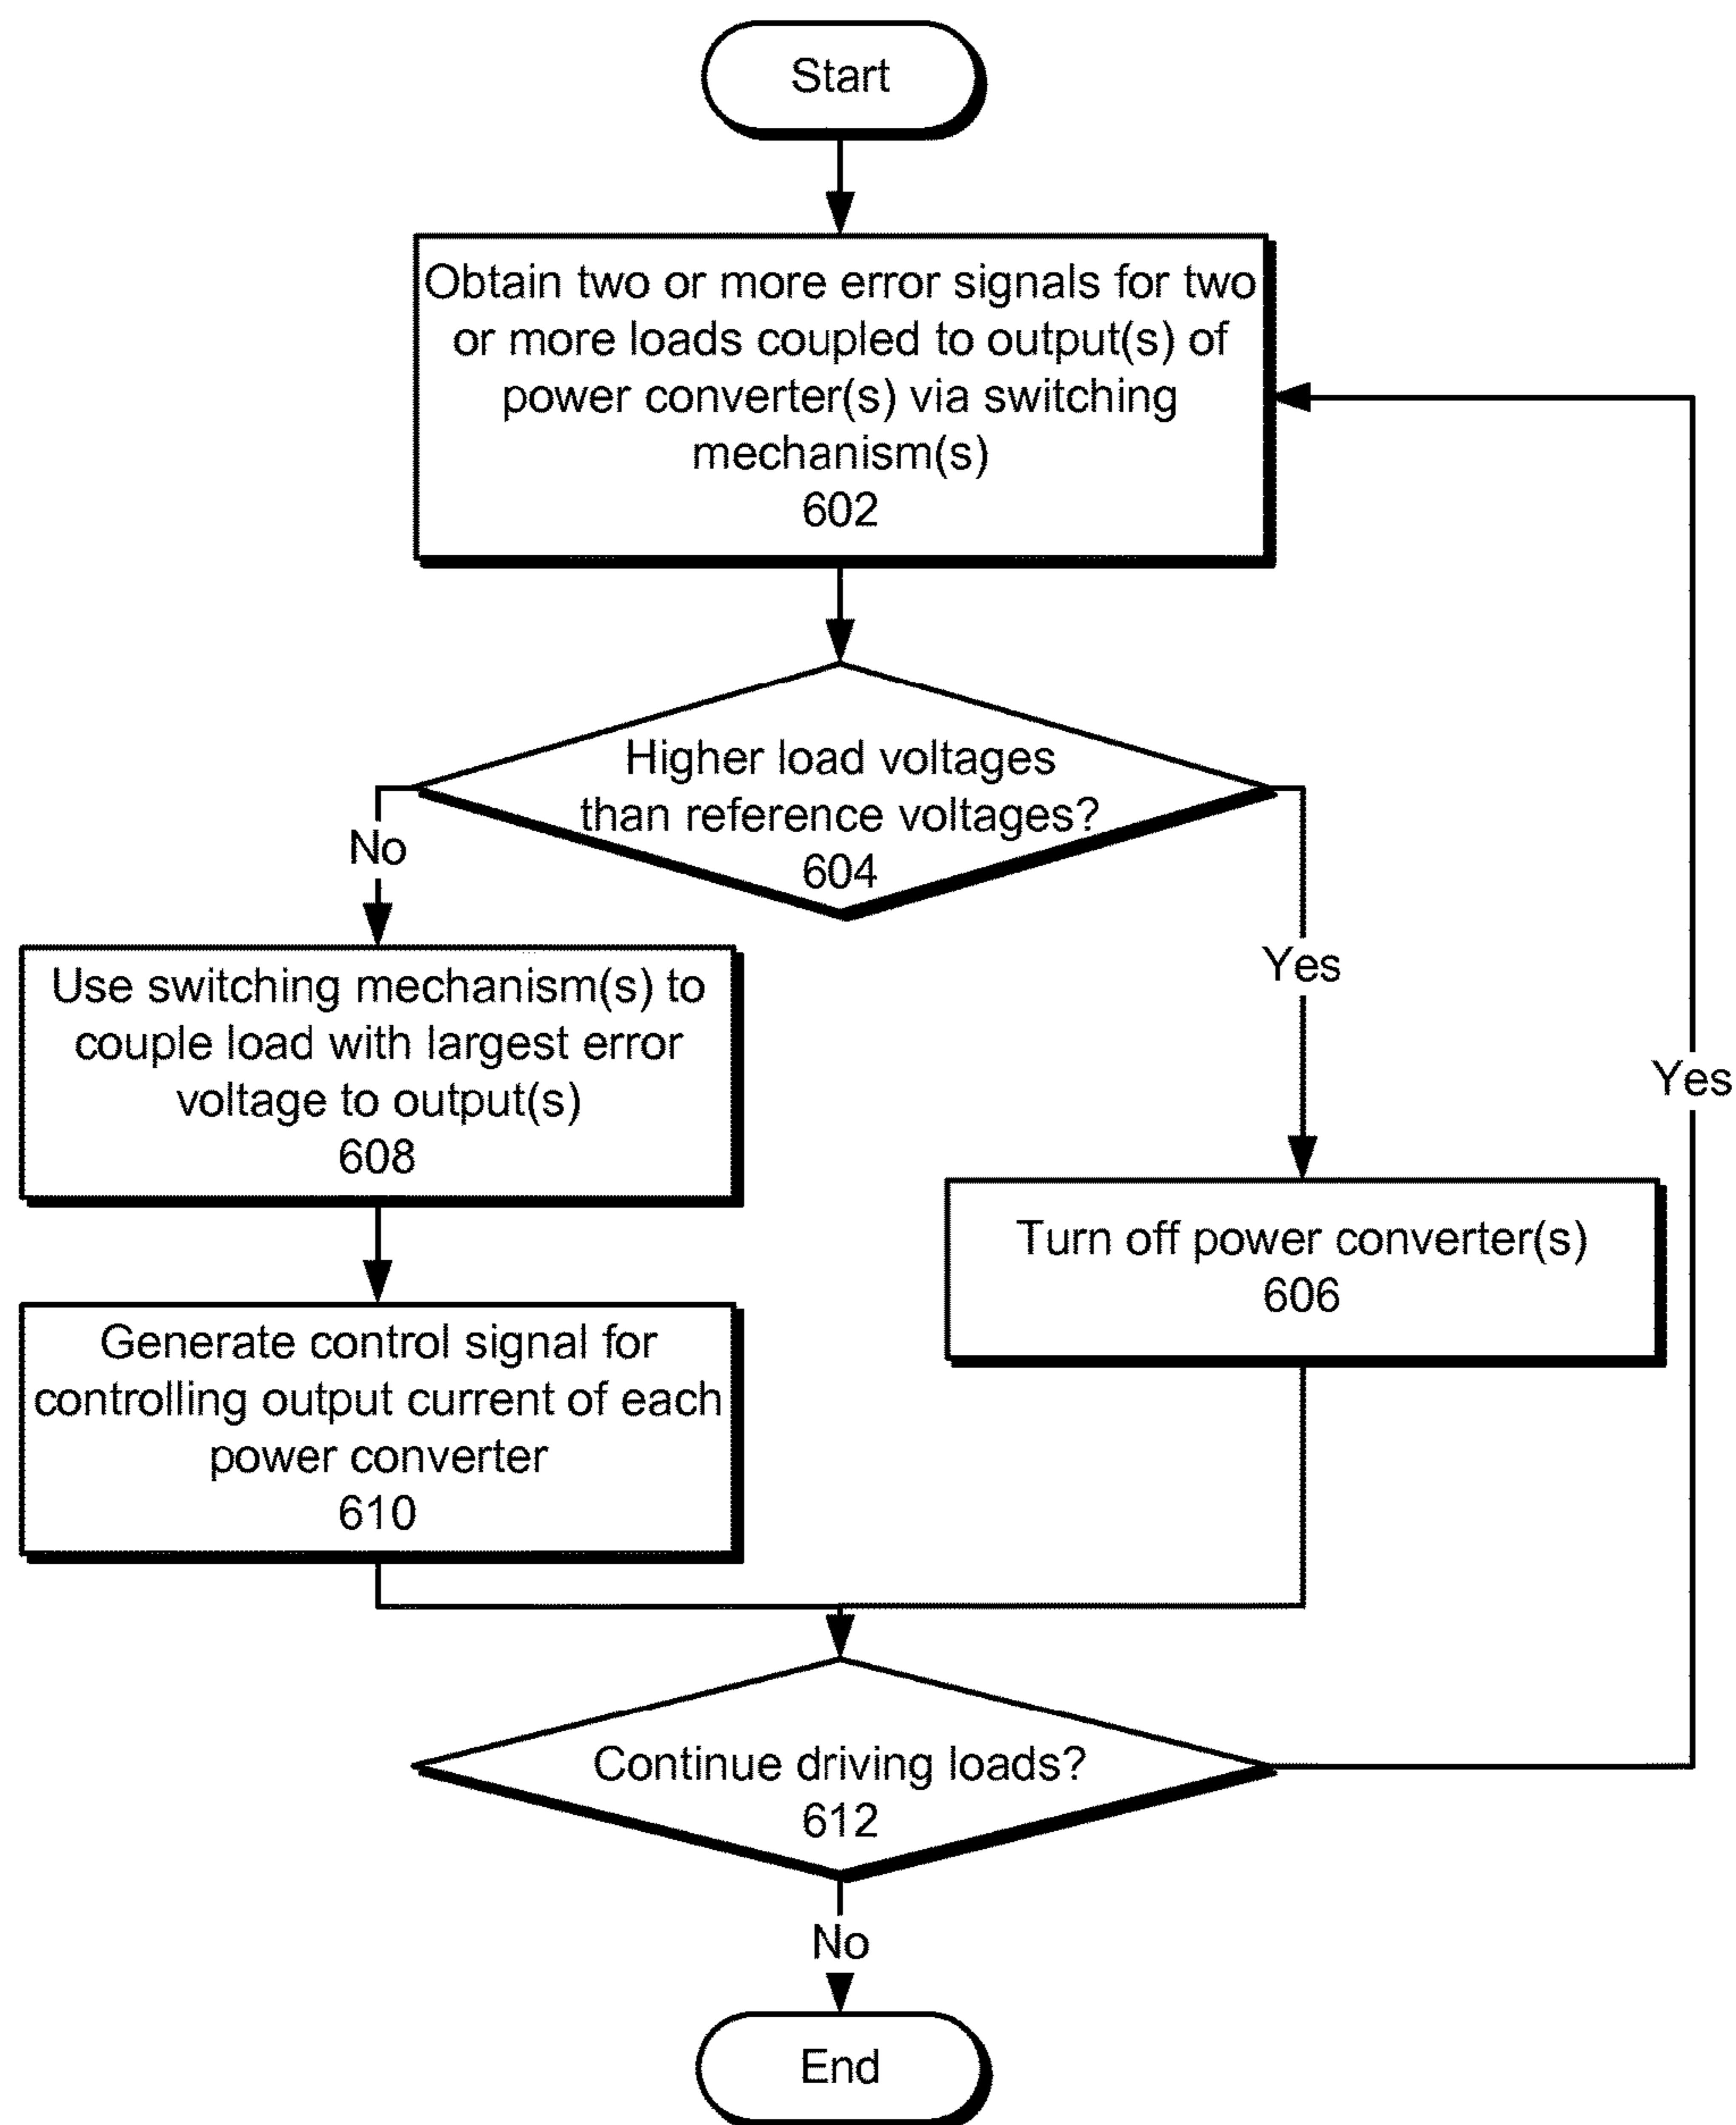 Start
Obtain two or more error signals for two
or more loads coupled to output(s) of
power converter(s) via switching
mechanism(s)
602
Higher load voltages
than reference voltages?
604
No
Yes
Use switching mechanism(s) to
couple load with largest error
voltage to output(s)
608
Yes
Turn off power converter(s)
606
Generate control signal for
controlling output current of each
power converter
610
Continue driving loads?
612
No
End